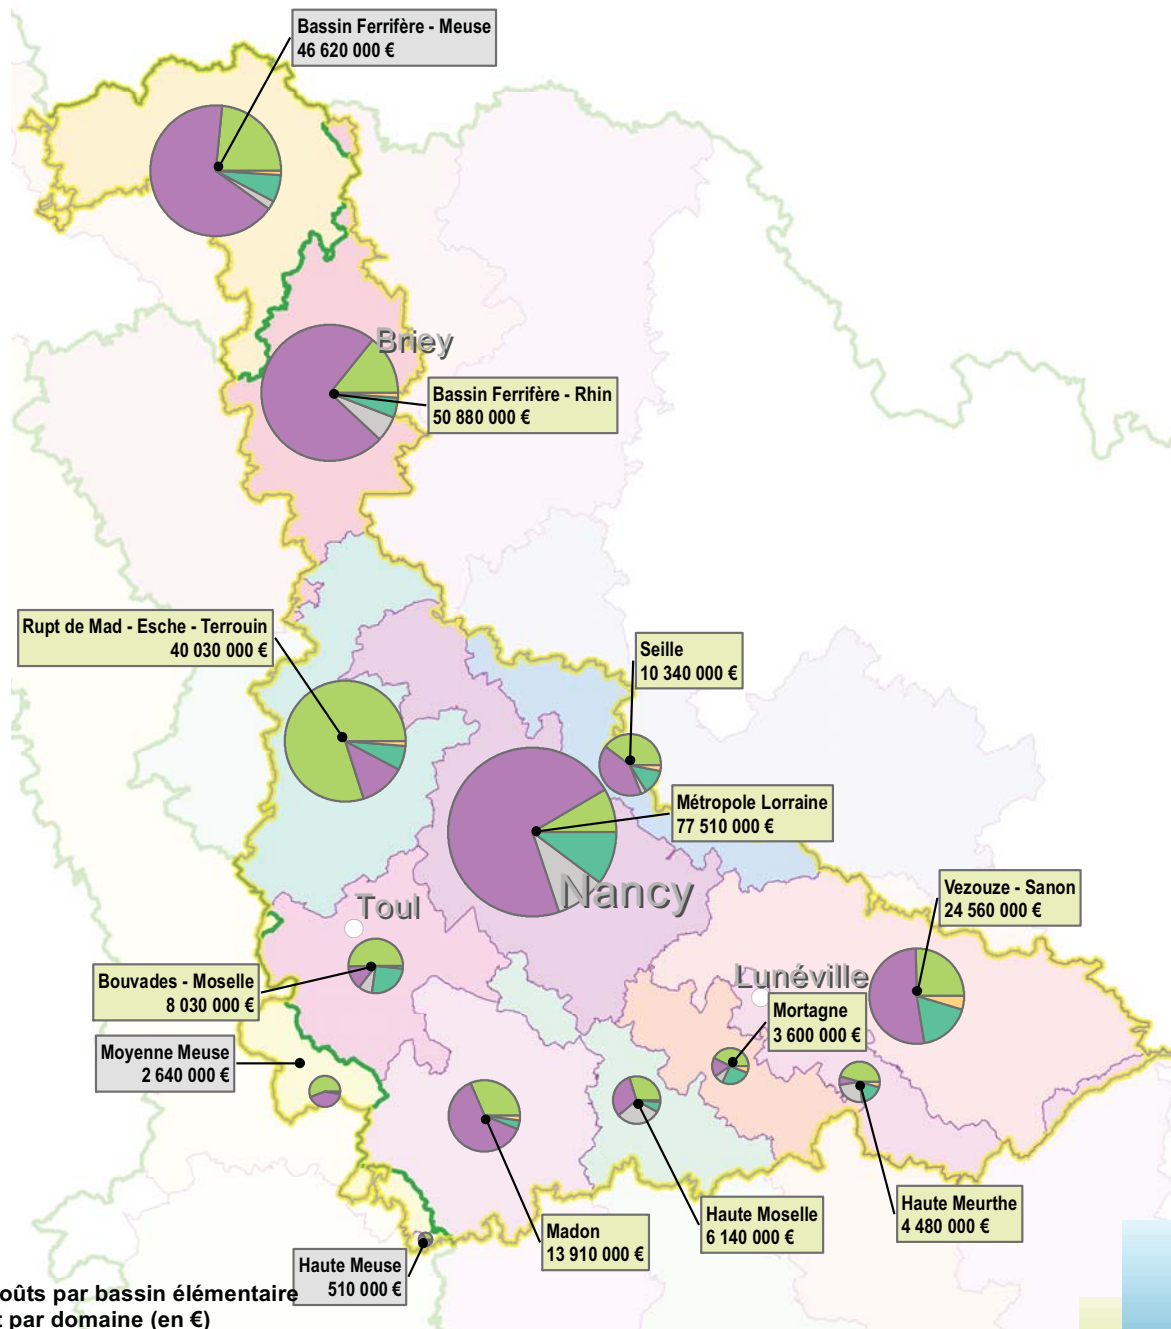 Bassin Ferrifère - Meuse
46 620 000 €
Briey
Bassin Ferrifère - Rhin
50 880 000 €
Rupt de Mad - Esche - Terrouin
40 030 000 €
Seille
10 340 000 €
Métropole Lorraine
77 510 000 €
Nancy
Toul
Vezouze - Sanon
24 560 000 €
Bouvades - Moselle
8 030 000 €
Lunéville
Mortagne
3 600 000 €
Moyenne Meuse
2 640 000 €
Haute Meurthe
4 480 000 €
Haute Moselle
6 140 000 €
Madon
13 910 000 €
Haute Meuse
510 000 €
oûts par bassin élémentaire
t par domaine (en €)